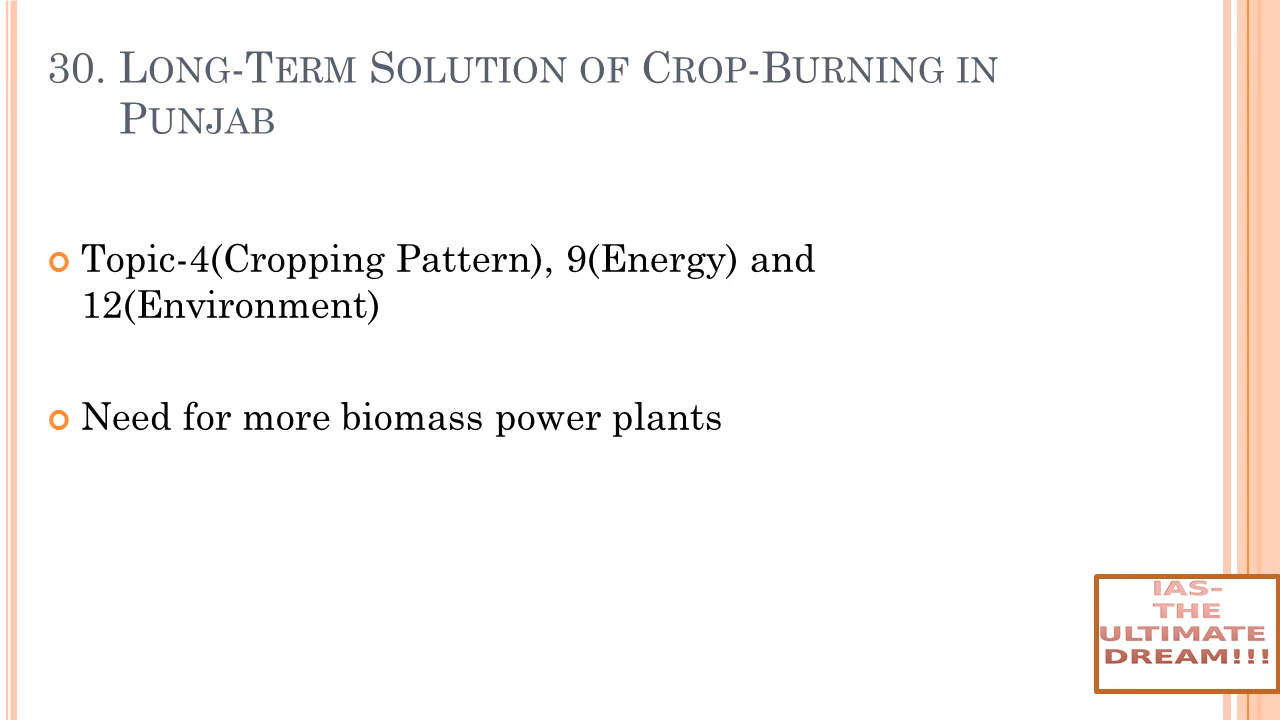 30. Long-Term Solution of Crop-Burning in
Punjab
Topic-4(Cropping Pattern), 9(Energy) and
12(Environment)
Need for more biomass power plants
IAS-
THE
ULTIMATE
DREAM!!!